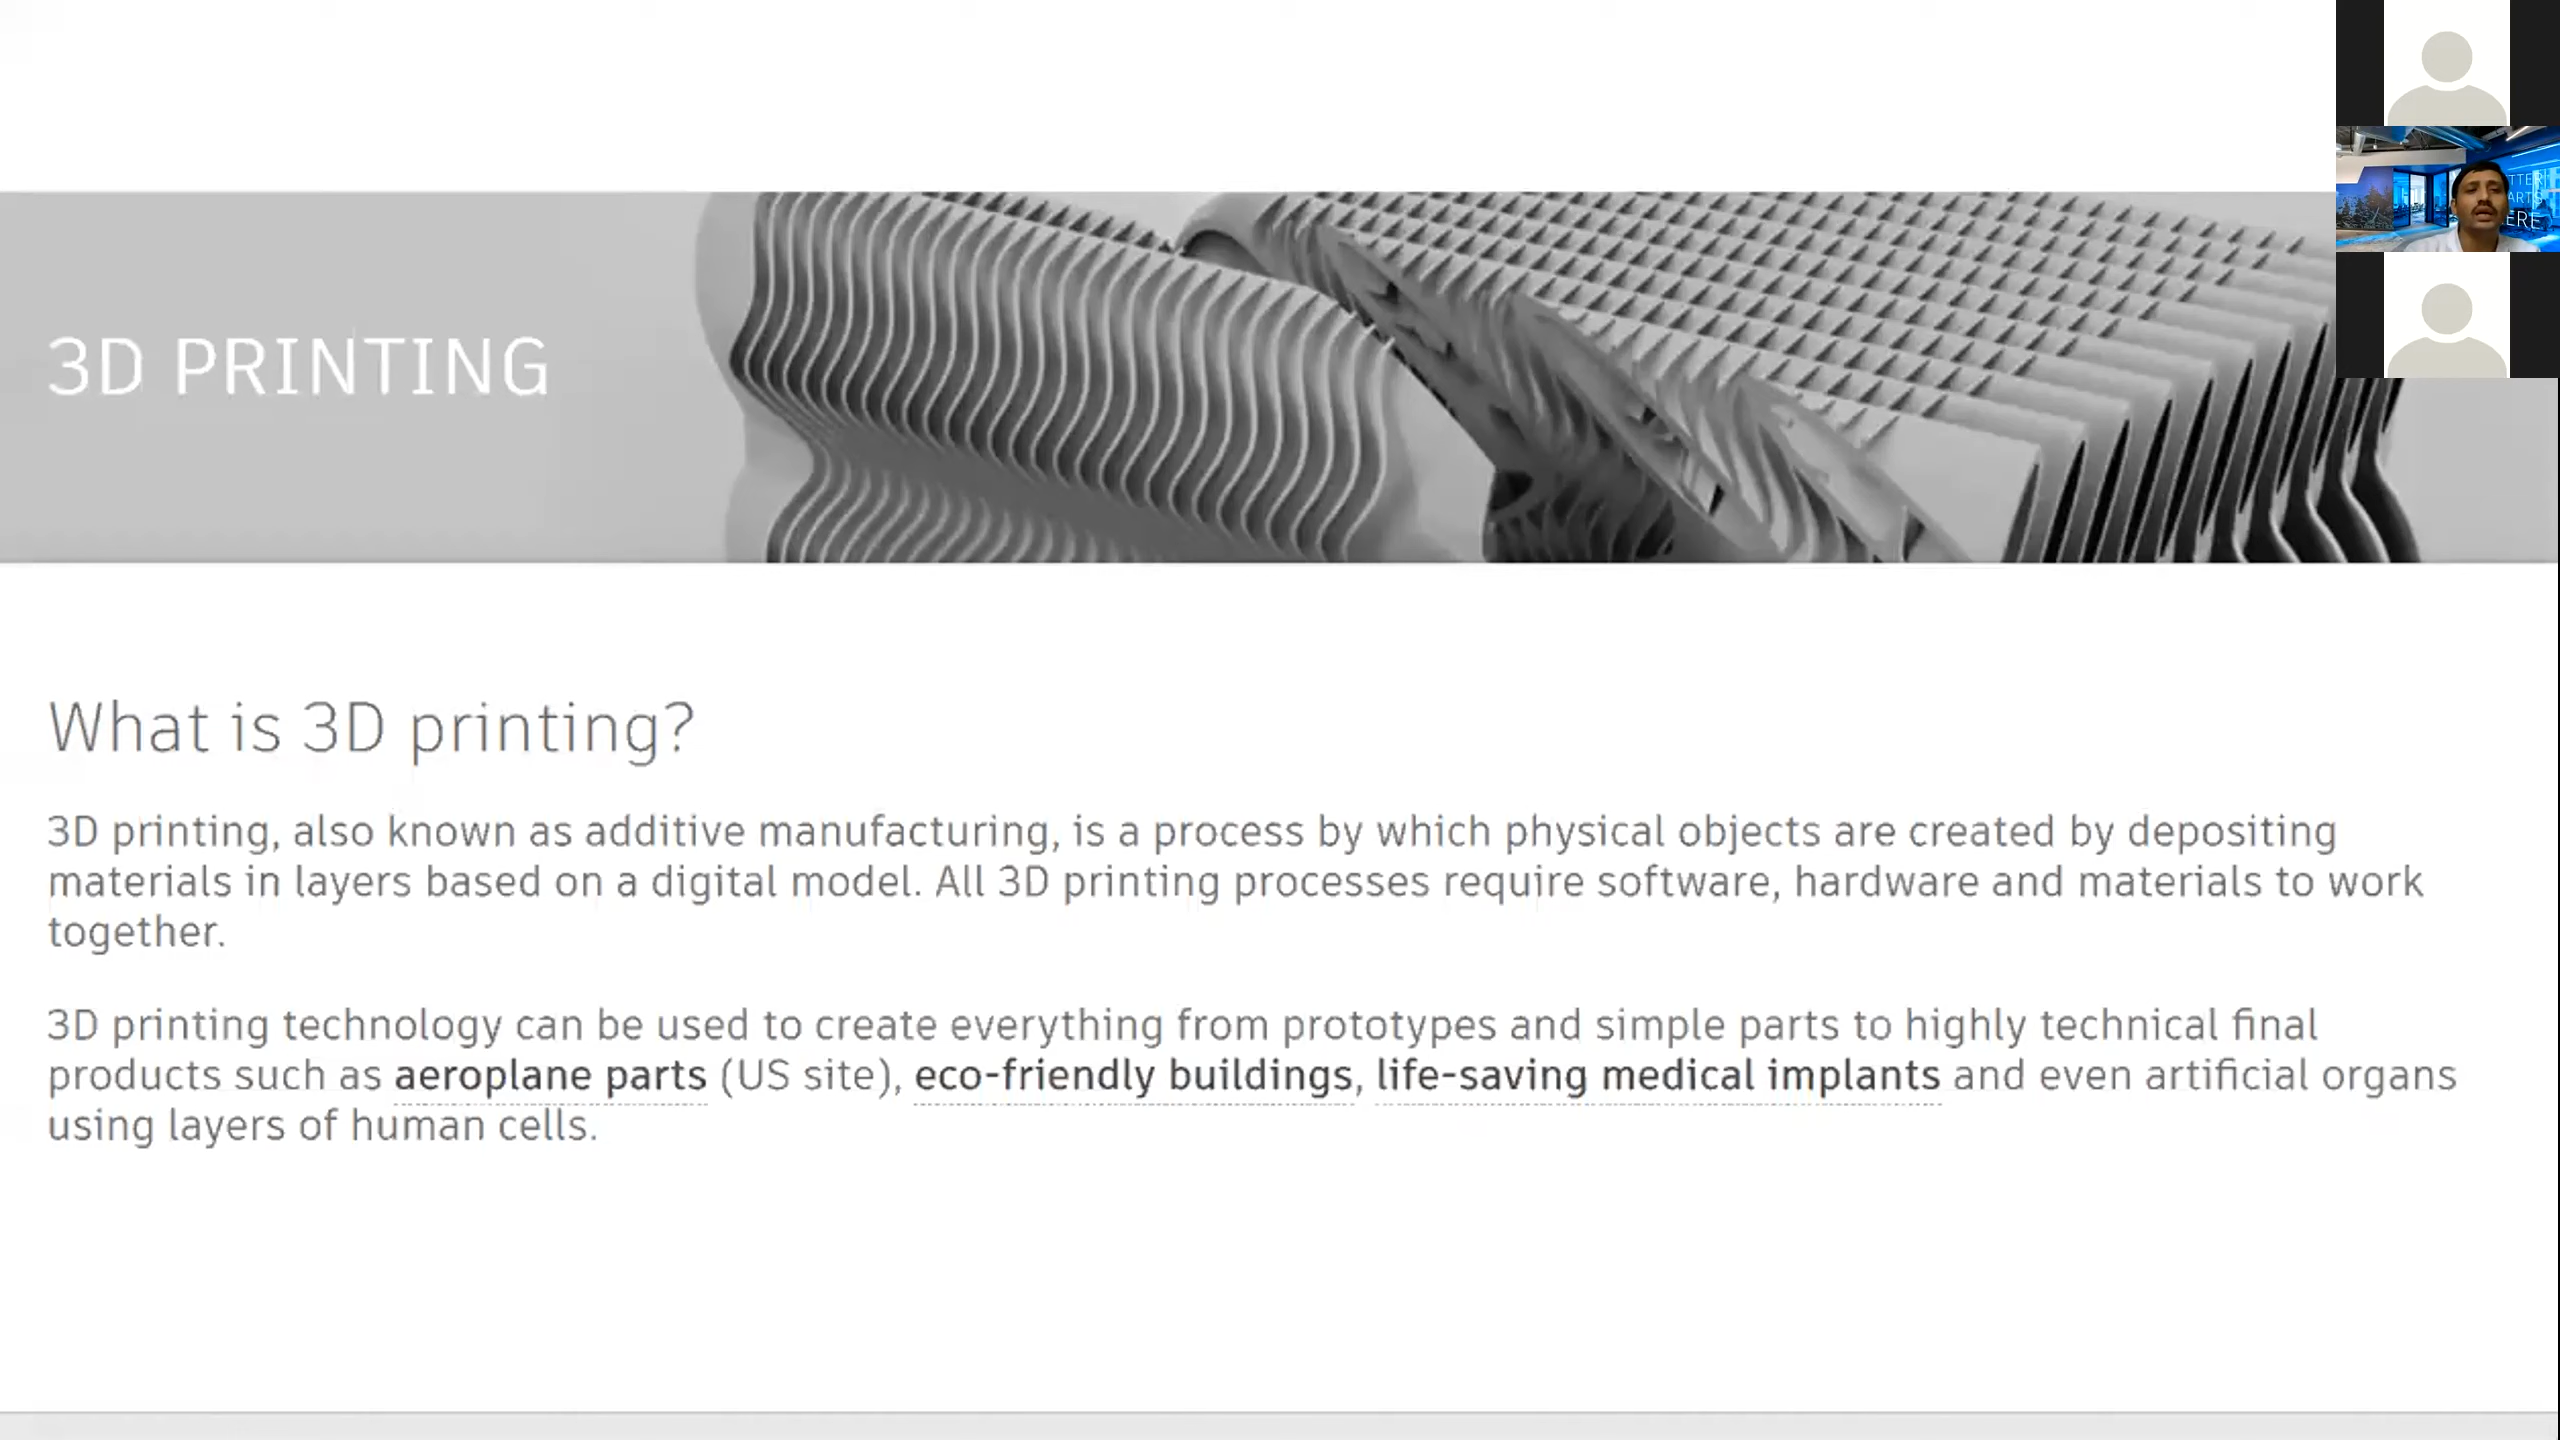 3D PRINTING
ERE
What is 3D printing?
3D printing, also known as additive manufacturing, is a process by which physical objects are created by depositing
materials in layers based on a digital model. All 3D printing processes require software, hardware and materials to work
together.
3D printing technology can be used to create everything from prototypes and simple parts to highly technical final
products such as aeroplane parts (US site), eco-friendly buildings, life-saving medical implants and even artificial organs
using layers of human cells.